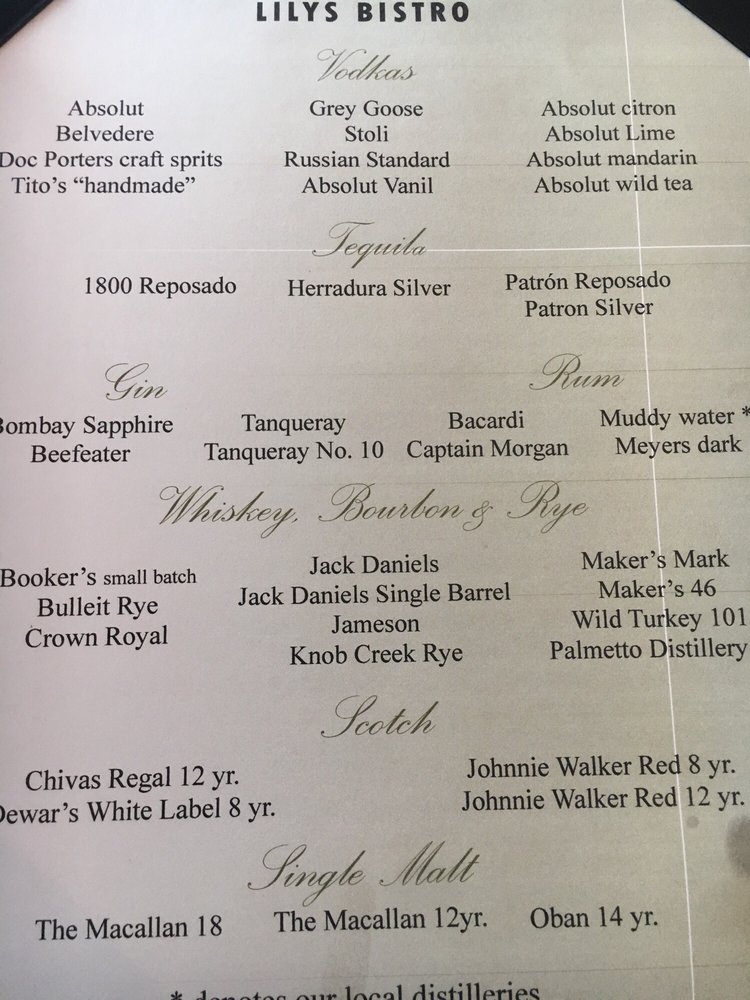 LILYS BISTRO
Vodkas
Absolut Grey Goose Absolut citron
Belvedere Stoli Absolut Lime
Doc Porters craft sprits Russian Standard Absolut mandarin
Tito's “handmade” Absolut Vanil Absolut wild tea
Tequila
1800 Reposado Herradura Silver Patrón Reposado
Patron Silver
Gin Rum
Bombay Sapphire Tanqueray Bacardi Muddy water *
Beefeater Tanqueray No. 10 Captain Morgan Meyers dark
Whiskey, Bourbon & Rye
Booker's small batch Jack Daniels Maker's Mark
Bulleit Rye Jack Daniels Single Barrel Maker's 46
Crown Royal Jameson Wild Turkey 101
Knob Creek Rye Palmetto Distillery
Scotch
Chivas Regal 12 yr. Johnnie Walker Red 8 yr.
Dewar's White Label 8 yr. Johnnie Walker Red 12 yr.
Single Malt
The Macallan 18 The Macallan 12yr. Oban 14 yr.
* denotes our local distilleries